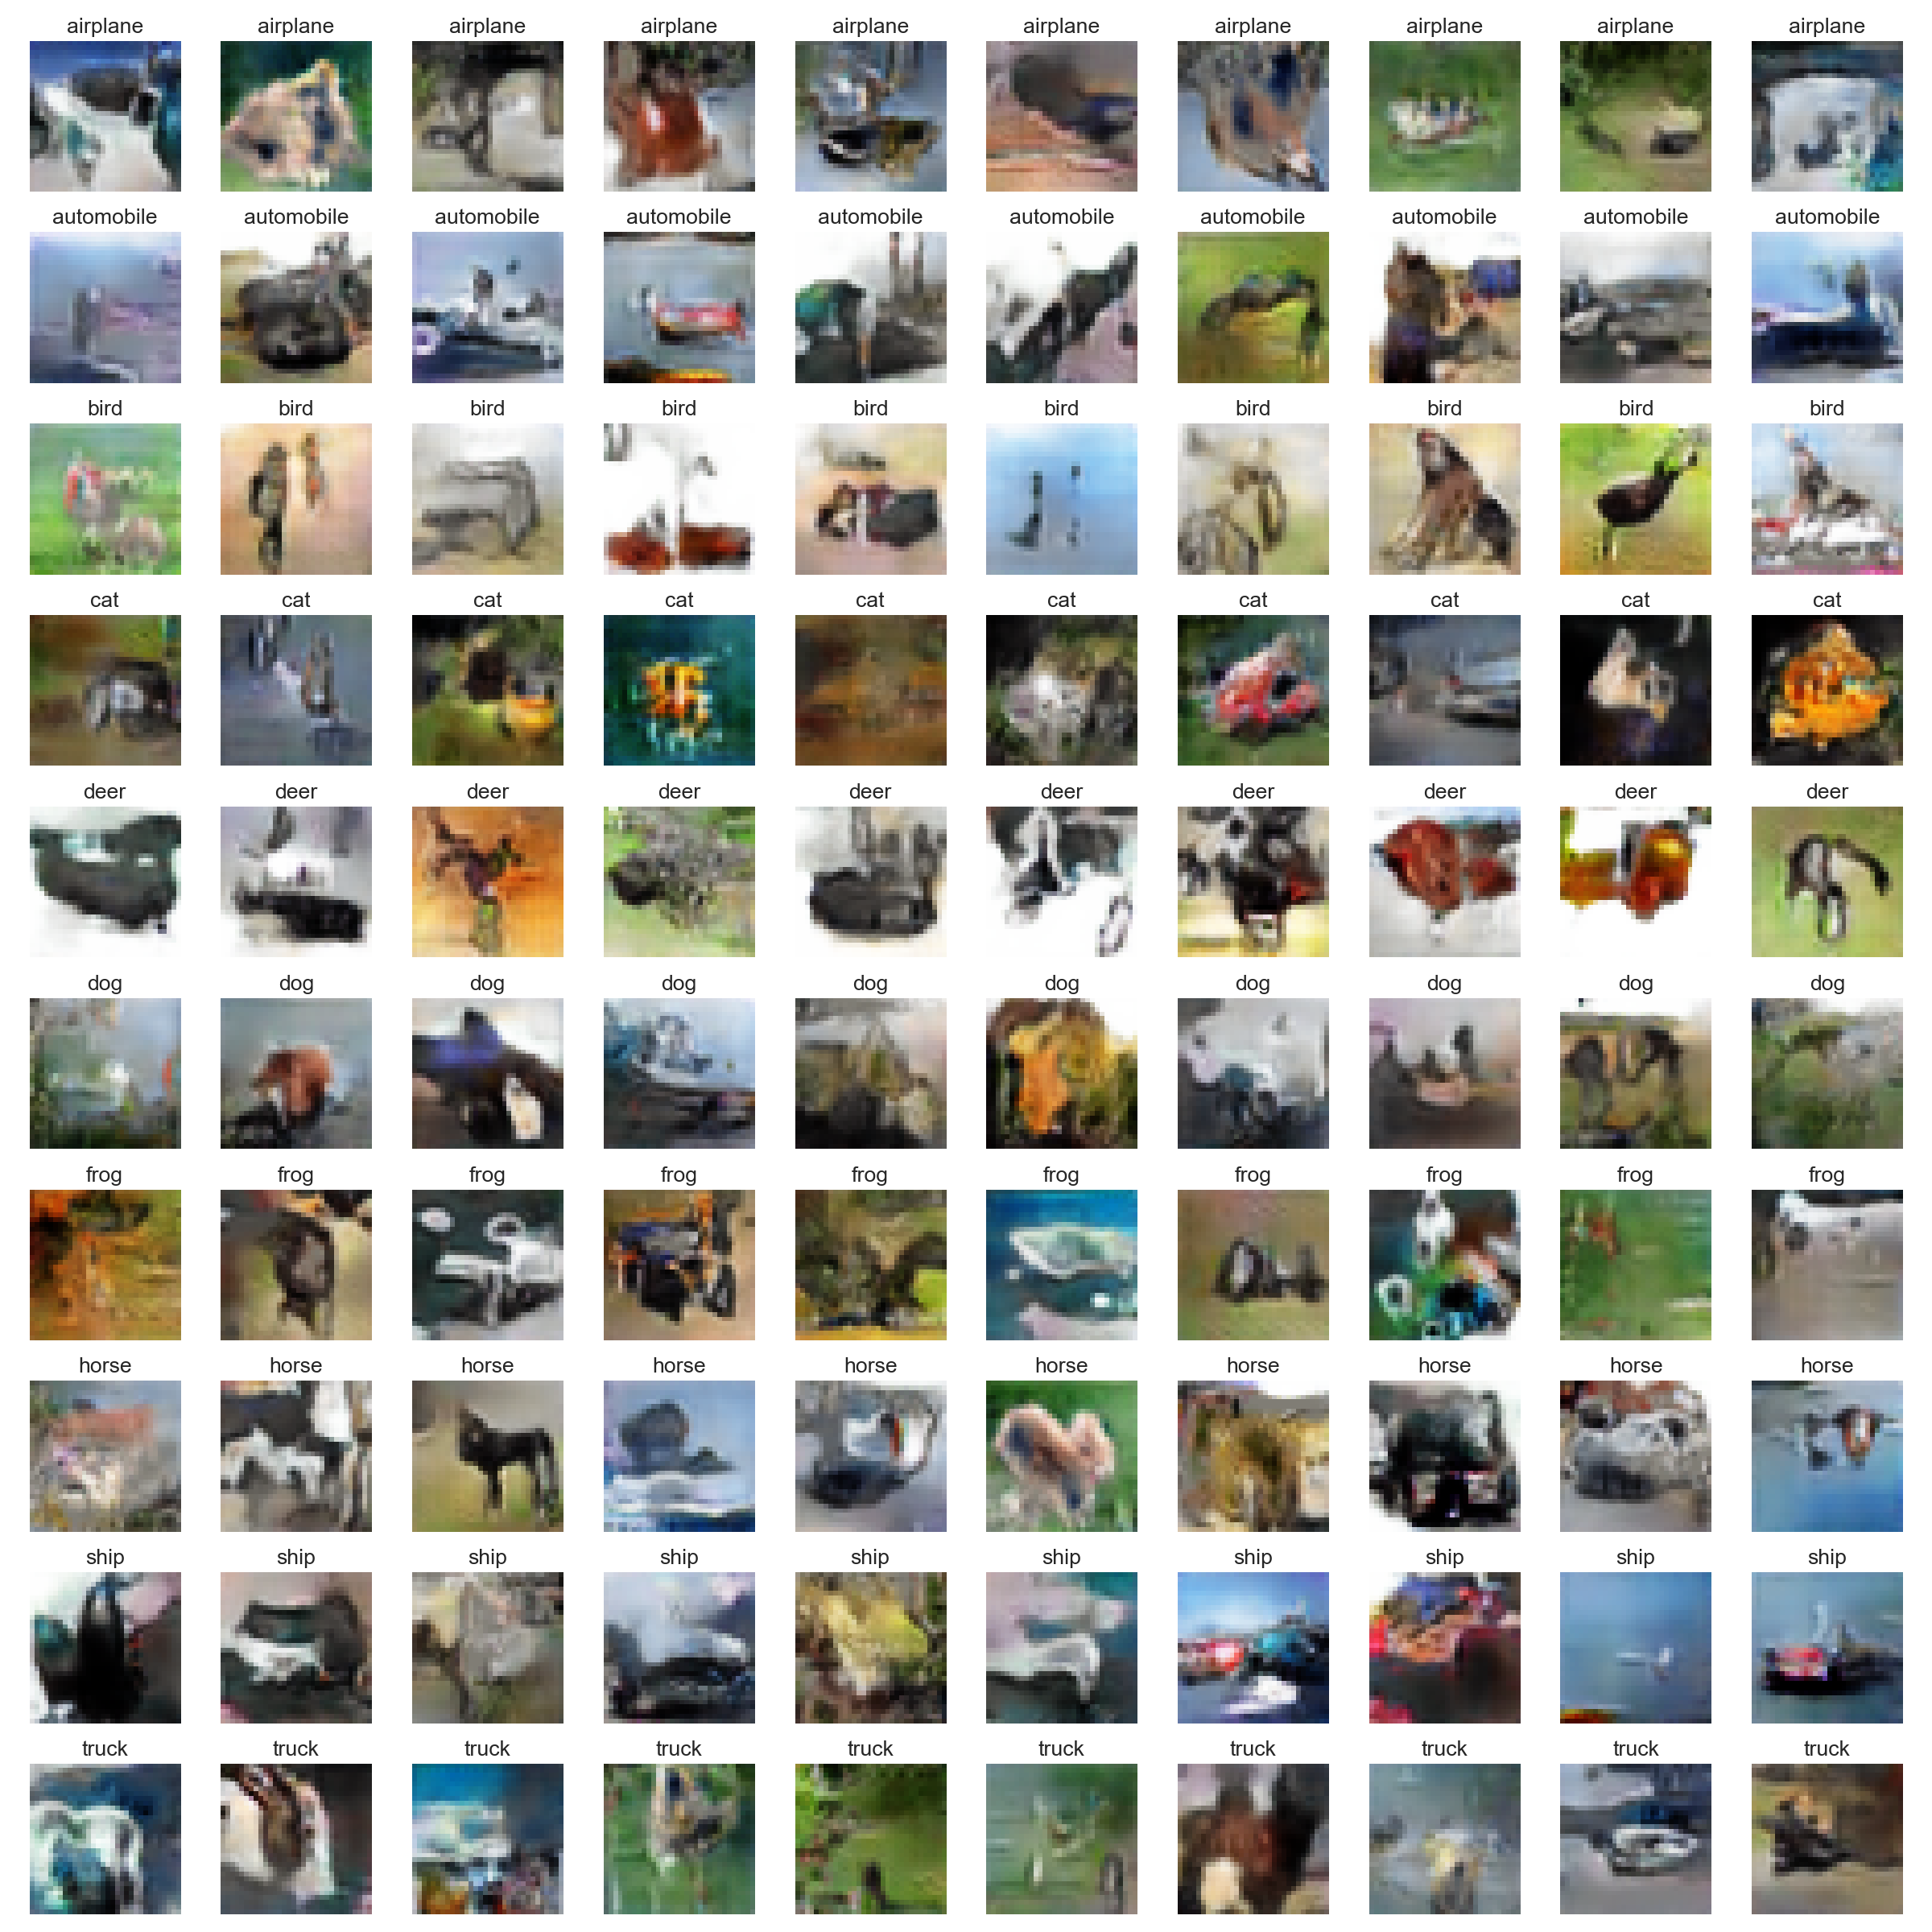 airplane airplane airplane airplane airplane airplane airplane airplane airplane airplane
automobile automobile automobile automobile automobile automobile automobile automobile automobile automobile
bird bird bird bird bird bird bird bird bird bird
cat cat cat cat cat cat cat cat cat cat
deer deer deer deer deer deer deer deer deer deer
dog dog dog dog dog dog dog dog dog dog
frog frog frog frog frog frog frog frog frog frog
horse horse horse horse horse horse horse horse horse horse
ship ship ship ship ship ship ship ship ship ship
truck truck truck truck truck truck truck truck truck truck